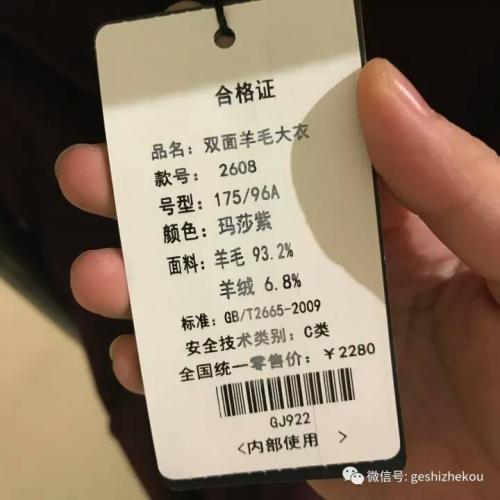 合格证
品名：双面羊毛大衣
款号：2608
号型：175/96A
颜色：玛莎紫
面料：羊毛 93.2%
羊绒 6.8%
标准：GB/T2665-2009
安全技术类别：C类
全国统一零售价：￥2280
GJ922
<内部使用 >
微信号: geshizhekou